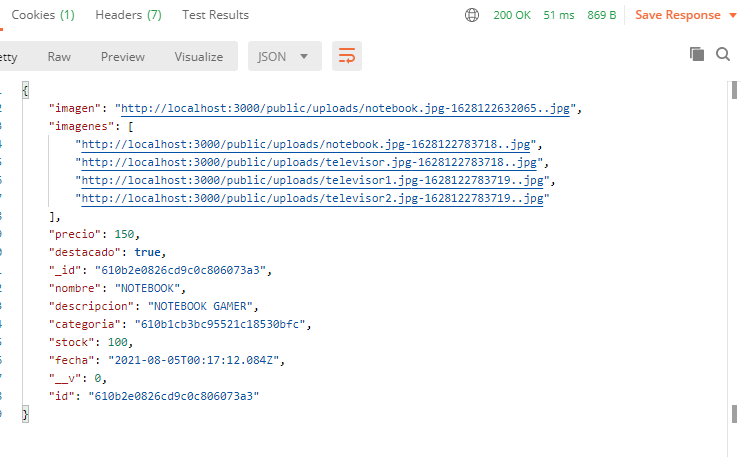 Cookies (1) Headers (7) Test Results 200 OK 51 ms 869 B Save Response
etty Raw Preview Visualize JSON
{
"imagen": "http://localhost:3000/public/uploads/notebook.jpg-1628122632065..jpg",
"imagenes": [
"http://localhost:3000/public/uploads/notebook.jpg-1628122783718..jpg",
"http://localhost:3000/public/uploads/televisor.jpg-1628122783718..jpg",
"http://localhost:3000/public/uploads/televisor1.jpg-1628122783719..jpg",
"http://localhost:3000/public/uploads/televisor2.jpg-1628122783719..jpg"
],
"precio": 150,
"destacado": true,
"_id": "610b2e0826cd9c0c806073a3",
"nombre": "NOTEBOOK",
"descripcion": "NOTEBOOK GAMER",
"categoria": "610b1cb3bc95521c18530bfc",
"stock": 100,
"fecha": "2021-08-05T00:17:12.084Z",
"__v": 0,
"id": "610b2e0826cd9c0c806073a3"
}